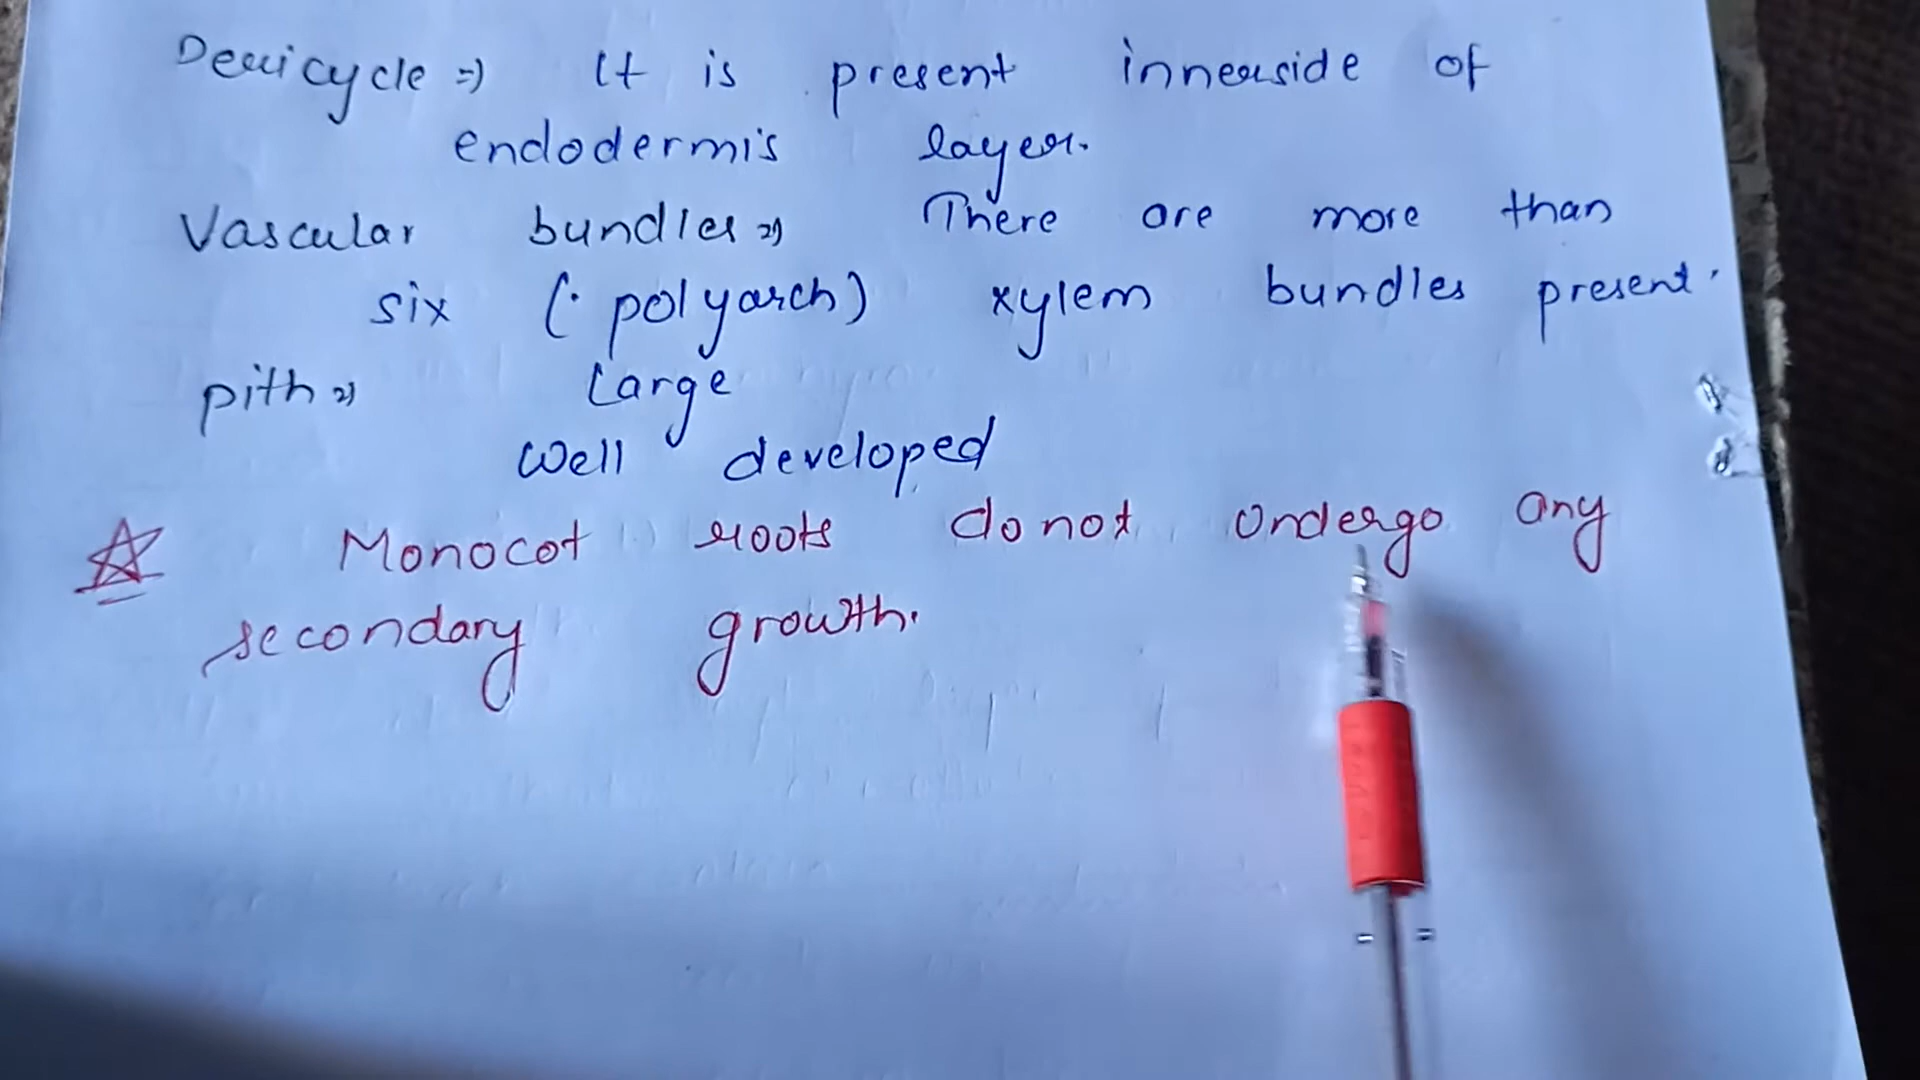 Pericycle => It is present innerside of
endodermis layer.
Vascular bundles => There are more than
six (polyarch) xylem bundles present.
pith => Large
Well developed
Monocot roots do not undergo any
secondary growth.